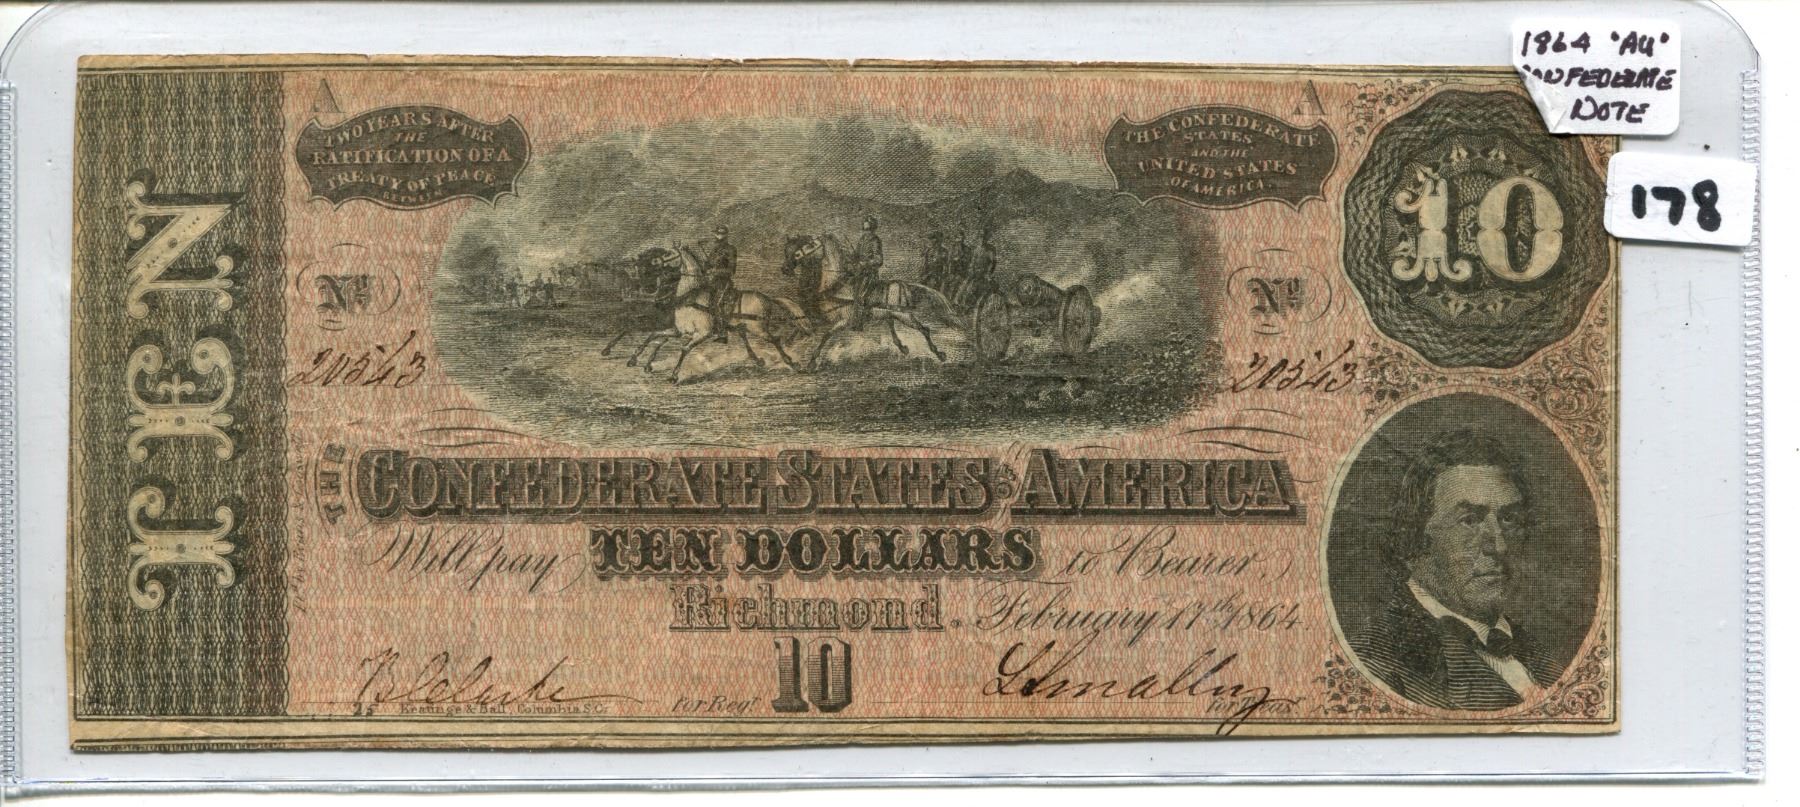 1864 "AU"
CONFEDERATE
NOTE
178
A
A
TWO YEARS AFTER
THE
RATIFICATION OF A
TREATY OF PEACE
BETWEEN
THE CONFEDERATE
STATES
AND THE
UNITED STATES
OF AMERICA.
10
TEN
No.
No.
20543
20543
THE CONFEDERATE STATES OF AMERICA
Will pay TEN DOLLARS to Bearer.
Richmond. February 17th 1864.
10
for Regr.
for Treas.
25
Keatinge & Ball, Columbia S.C.